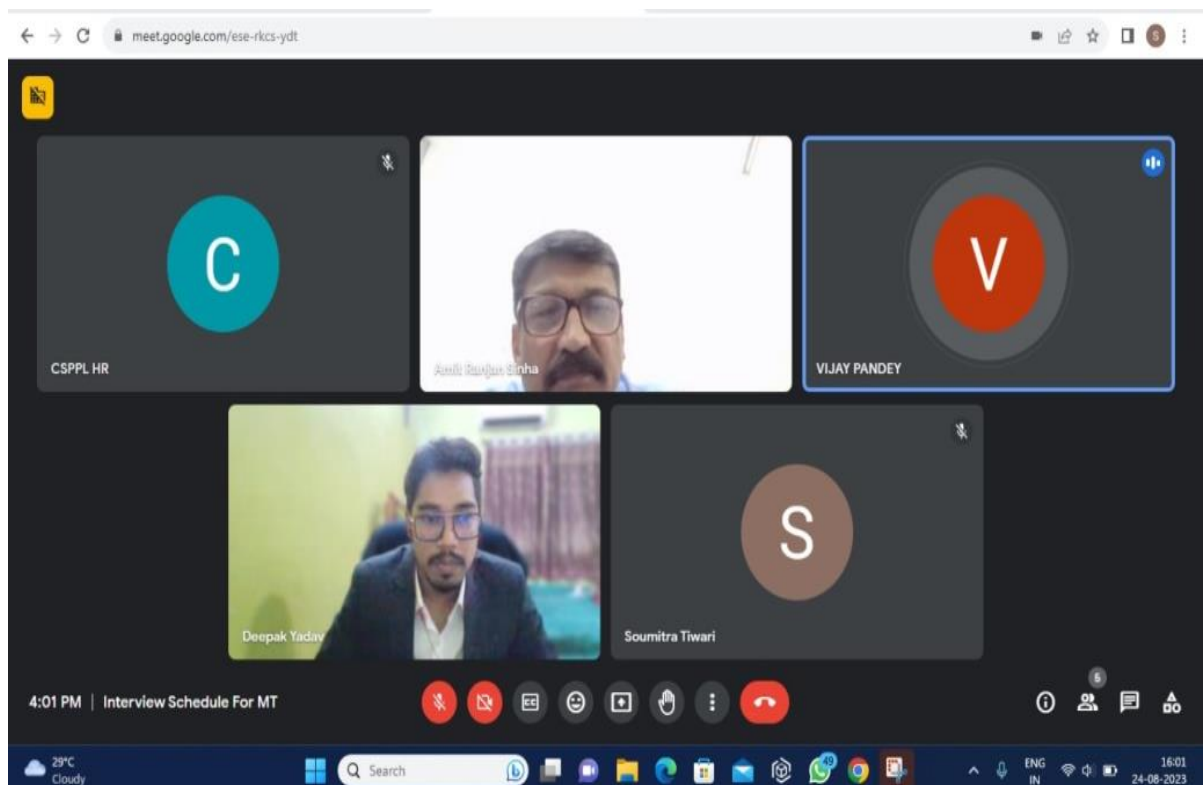 meet.google.com/ese-rkcs-ydt
S
C
CSPPL HR
Amit Ranjan Sinha
V
VIJAY PANDEY
Deepak Yadav
S
Soumitra Tiwari
4:01 PM | Interview Schedule For MT
CC
29°C
Cloudy
Search
b
49
ENG
IN
16:01
24-08-2023